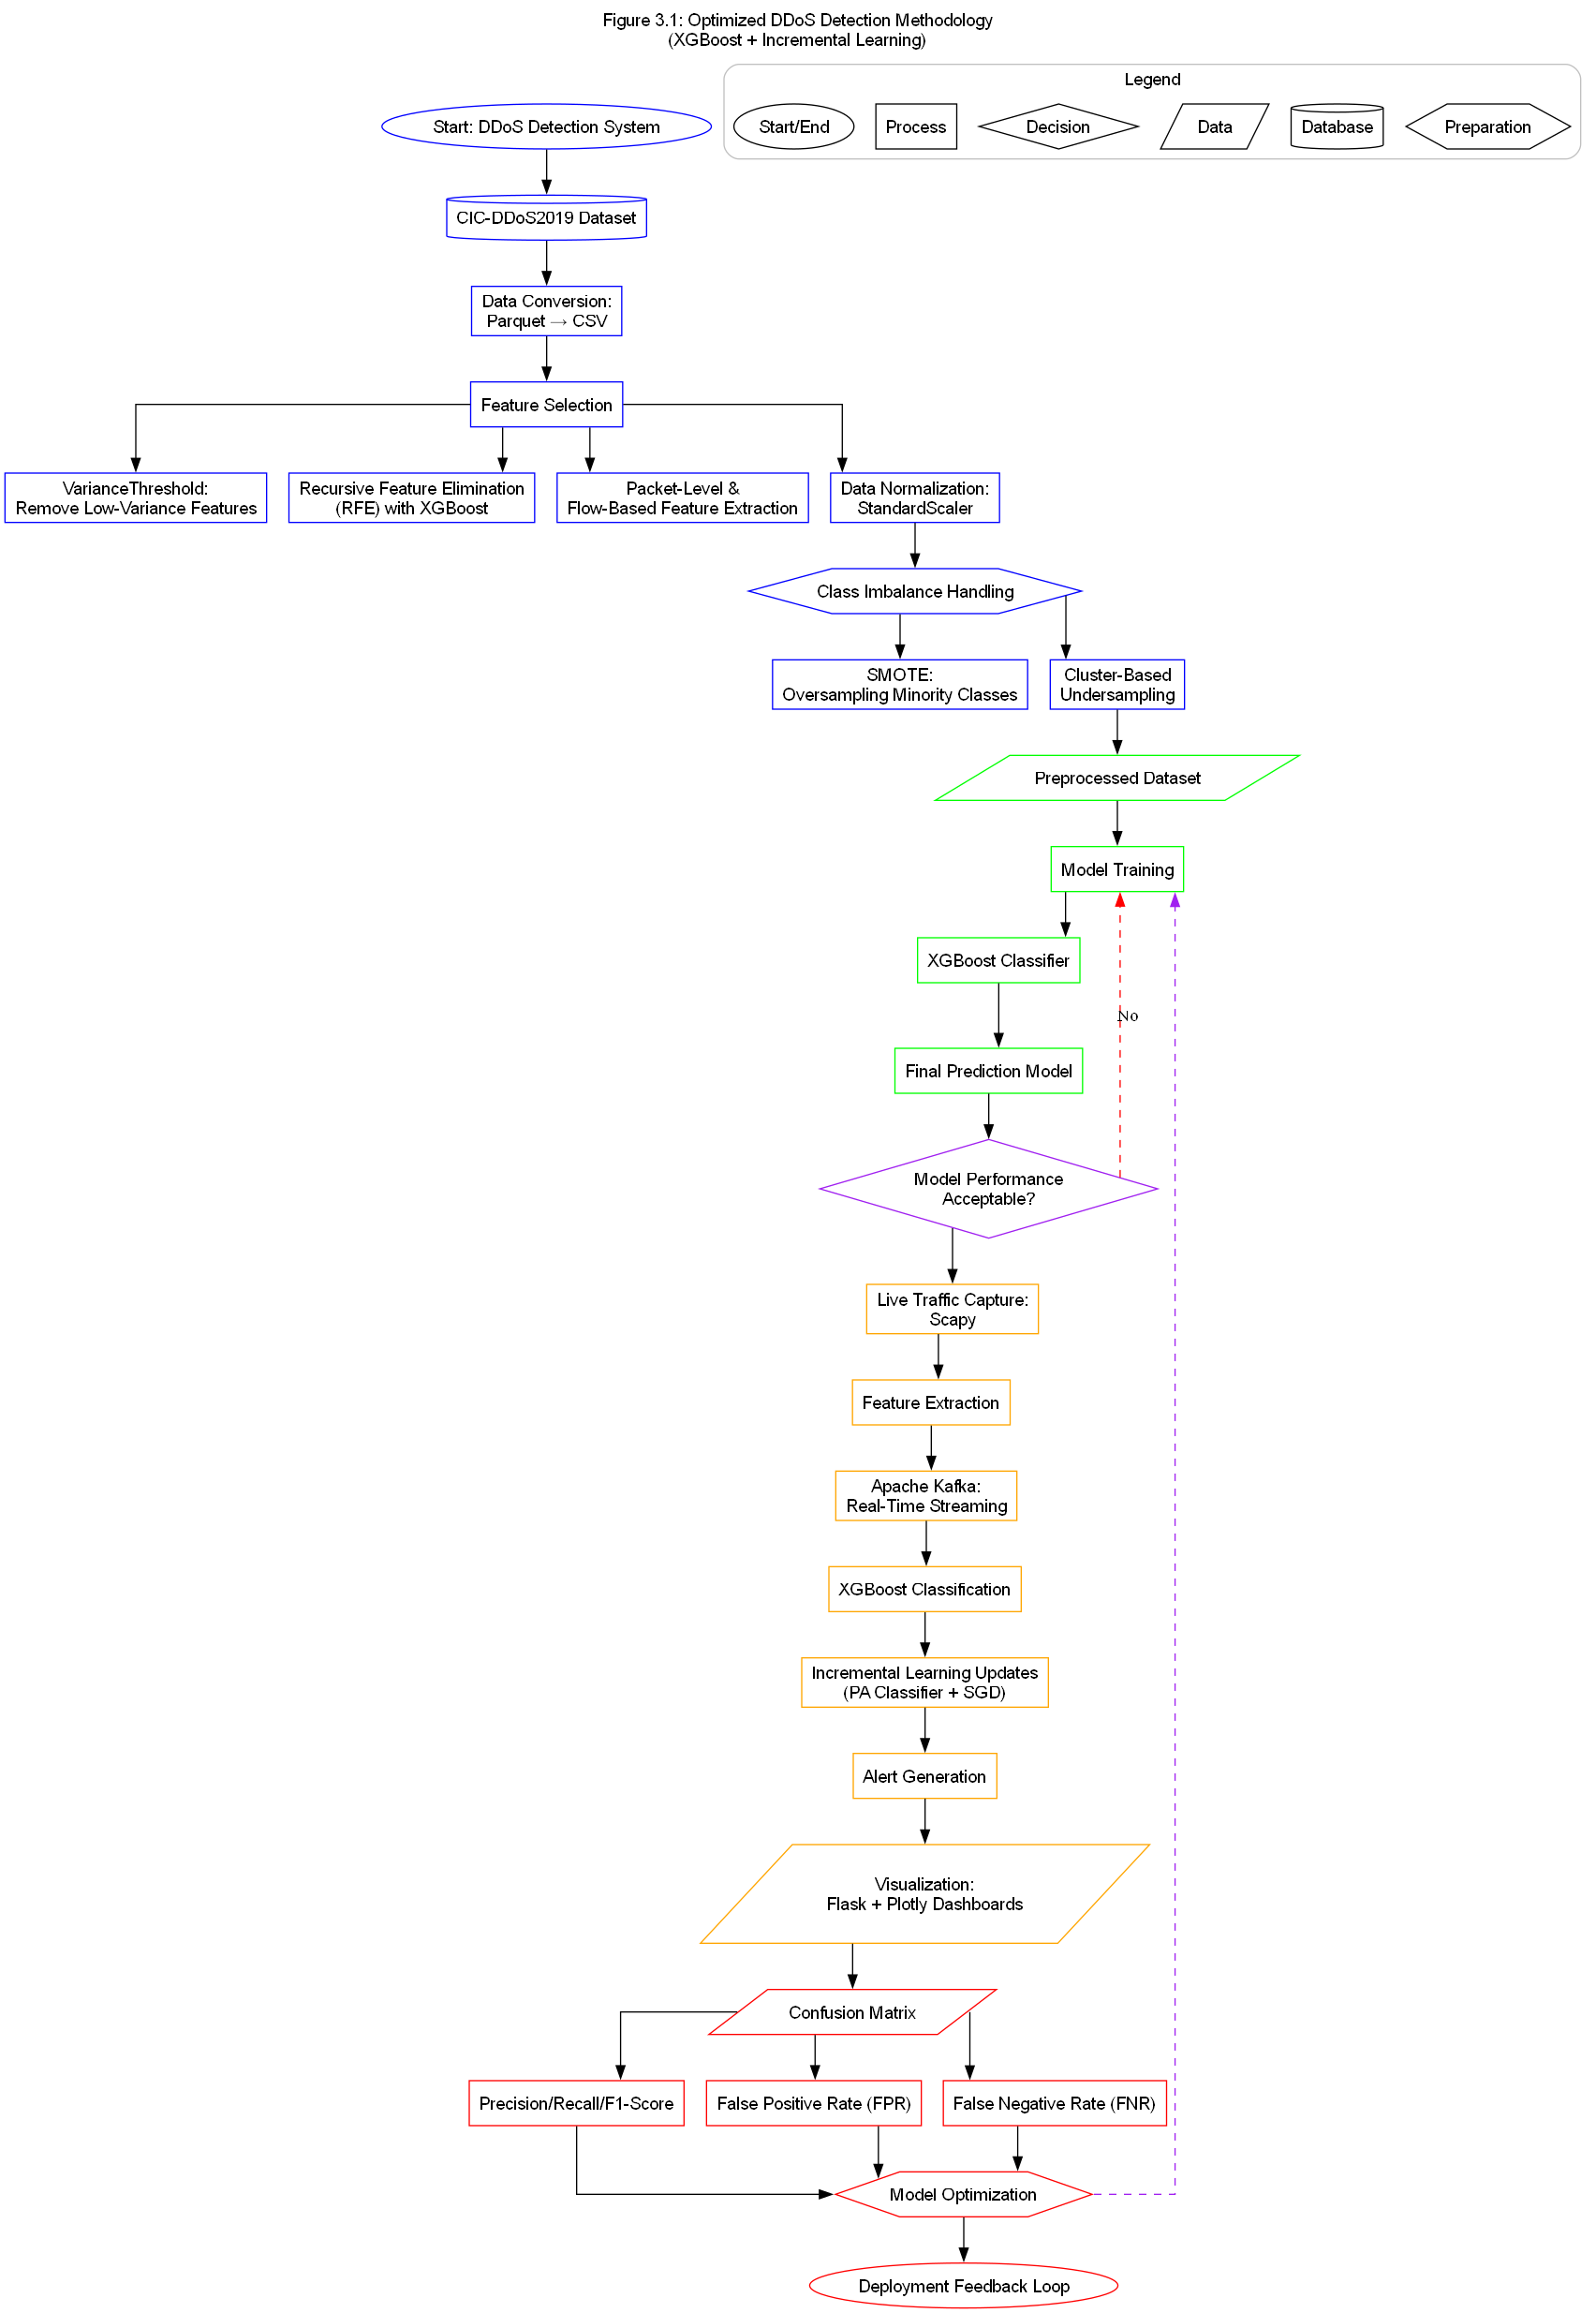 Figure 3.1: Optimized DDoS Detection Methodology
(XGBoost + Incremental Learning)
Legend
Start/End
Process
Decision
Data
Database
Preparation
Start: DDoS Detection System
CIC-DDoS2019 Dataset
Data Conversion:
Parquet → CSV
Feature Selection
VarianceThreshold:
Remove Low-Variance Features
Recursive Feature Elimination
(RFE) with XGBoost
Packet-Level &
Flow-Based Feature Extraction
Data Normalization:
StandardScaler
Class Imbalance Handling
SMOTE:
Oversampling Minority Classes
Cluster-Based
Undersampling
Preprocessed Dataset
Model Training
XGBoost Classifier
No
Final Prediction Model
Model Performance
Acceptable?
Live Traffic Capture:
Scapy
Feature Extraction
Apache Kafka:
Real-Time Streaming
XGBoost Classification
Incremental Learning Updates
(PA Classifier + SGD)
Alert Generation
Visualization:
Flask + Plotly Dashboards
Confusion Matrix
Precision/Recall/F1-Score
False Positive Rate (FPR)
False Negative Rate (FNR)
Model Optimization
Deployment Feedback Loop